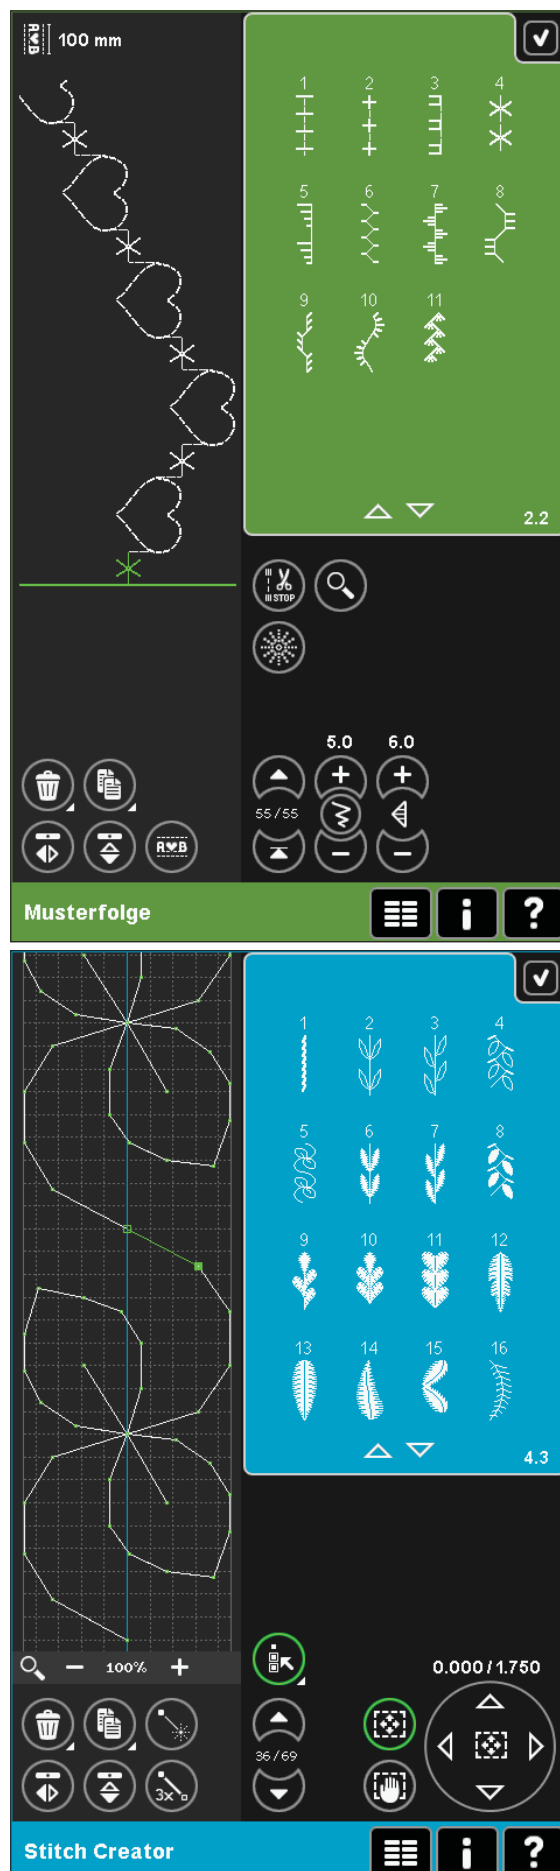 A♥B 100 mm
1 2 3 4
5 6 7 8
9 10 11
2.2
STOP
5.0 6.0
55/55
A♥B
Musterfolge
i ?
1 2 3 4
5 6 7 8
9 10 11 12
13 14 15 16
4.3
− 100% +
0.000/1.750
36/69
3x
Stitch Creator
i ?